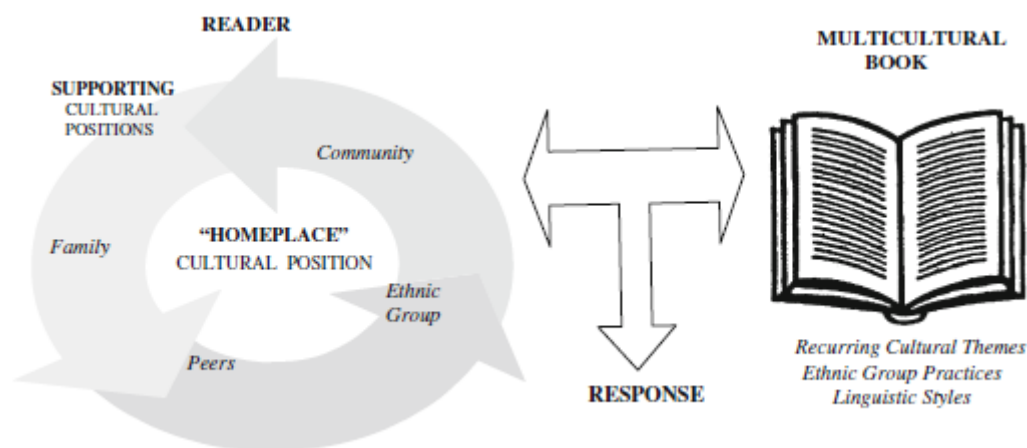 READER
SUPPORTING
CULTURAL
POSITIONS
Community
Family
“HOMEPLACE”
CULTURAL POSITION
Ethnic
Group
Peers
RESPONSE
MULTICULTURAL
BOOK
Recurring Cultural Themes
Ethnic Group Practices
Linguistic Styles